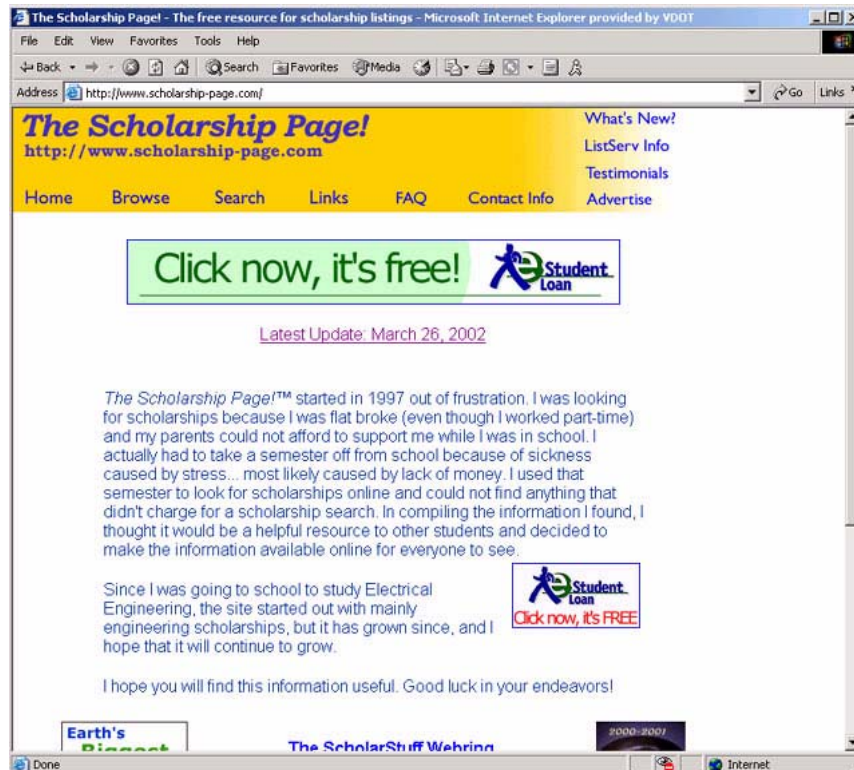 The Scholarship Page! - The free resource for scholarship listings - Microsoft Internet Explorer provided by VDOT
File Edit View Favorites Tools Help
Back Search Favorites Media
Address http://www.scholarship-page.com/ Go Links
The Scholarship Page!
http://www.scholarship-page.com
What's New?
ListServ Info
Testimonials
Advertise
Home Browse Search Links FAQ Contact Info
Click now, it's free! eStudent Loan
Latest Update: March 26, 2002
The Scholarship Page!™ started in 1997 out of frustration. I was looking
for scholarships because I was flat broke (even though I worked part-time)
and my parents could not afford to support me while I was in school. I
actually had to take a semester off from school because of sickness
caused by stress... most likely caused by lack of money. I used that
semester to look for scholarships online and could not find anything that
didn't charge for a scholarship search. In compiling the information I found, I
thought it would be a helpful resource to other students and decided to
make the information available online for everyone to see.
Since I was going to school to study Electrical
Engineering, the site started out with mainly
engineering scholarships, but it has grown since, and I
hope that it will continue to grow.
eStudent Loan
Click now, it's FREE
I hope you will find this information useful. Good luck in your endeavors!
Earth's
Biggest
The ScholarStuff Webring
2000-2001
Done Internet